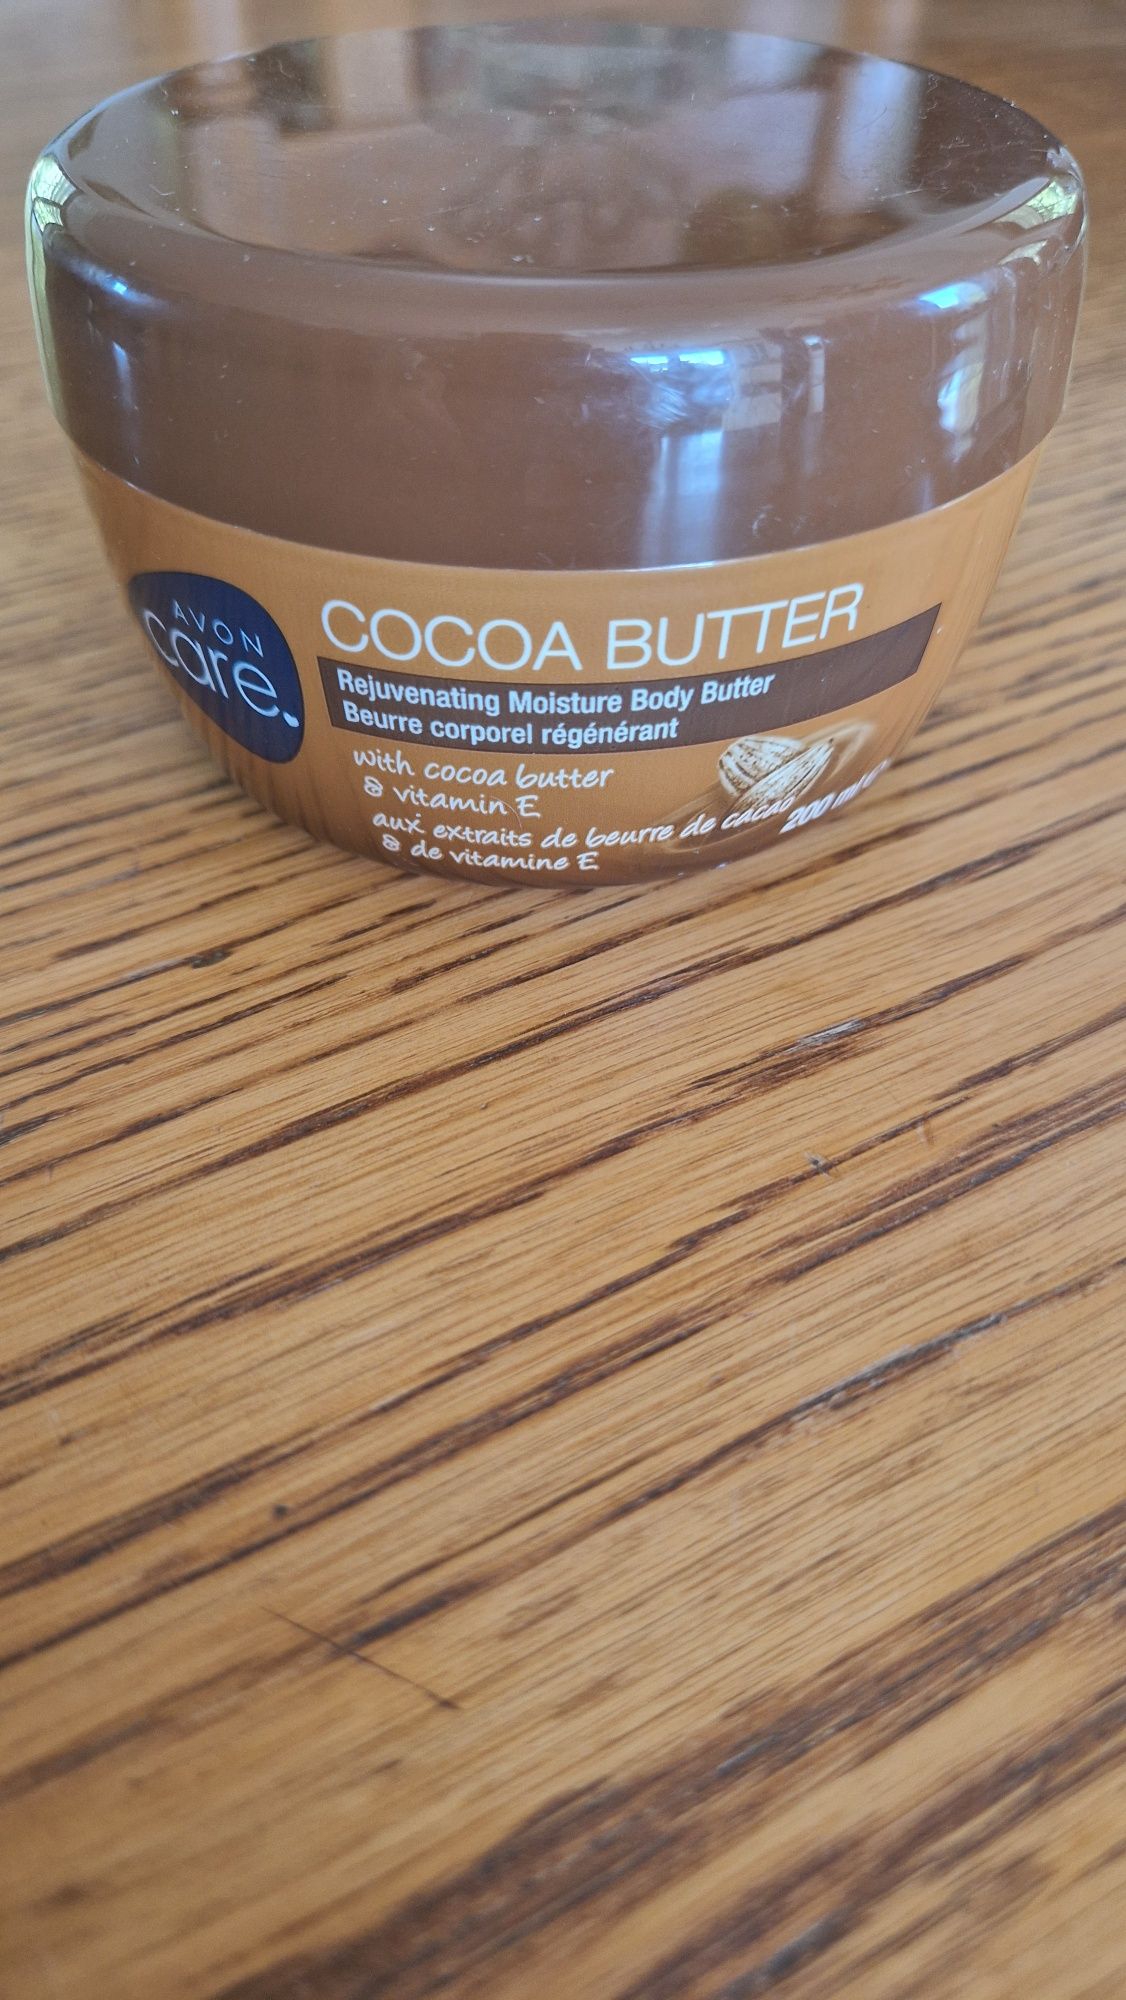 AVON
care.
COCOA BUTTER
Rejuvenating Moisture Body Butter
Beurre corporel régénérant
with cocoa butter
& vitamin E
aux extraits de beurre de cacao
& de vitamine E
200 ml